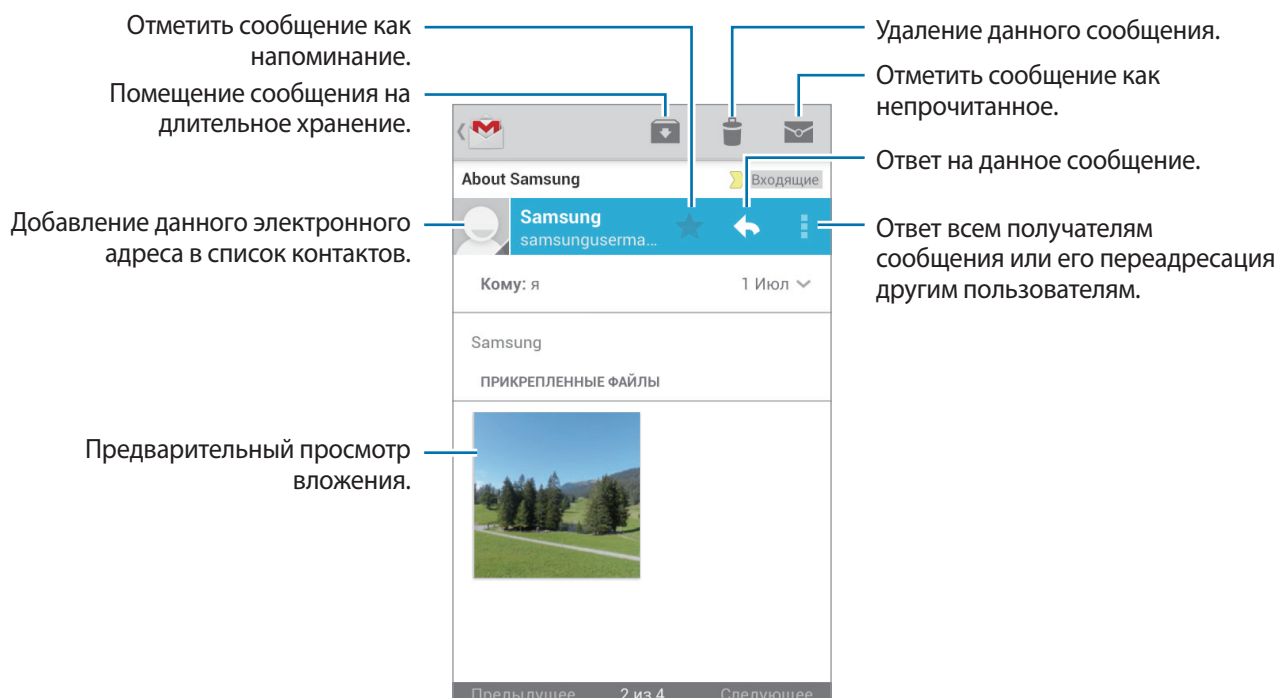 Отметить сообщение как
напоминание.
Помещение сообщения на
длительное хранение.
Добавление данного электронного
адреса в список контактов.
Предварительный просмотр
вложения.
About Samsung
Входящие
Samsung
samsunguserma...
Кому: я
1 Июл
Samsung
ПРИКРЕПЛЕННЫЕ ФАЙЛЫ
Предыдущее 2 из 4 Следующее
Удаление данного сообщения.
Отметить сообщение как
непрочитанное.
Ответ на данное сообщение.
Ответ всем получателям
сообщения или его переадресация
другим пользователям.